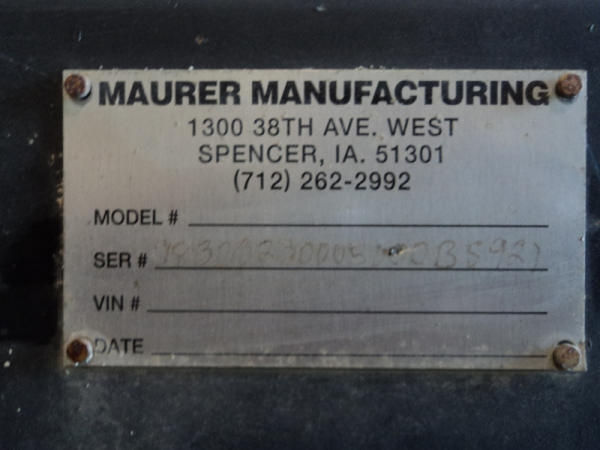 MAURER MANUFACTURING
1300 38TH AVE. WEST
SPENCER, IA. 51301
(712) 262-2992
MODEL #
SER #
VIN #
DATE